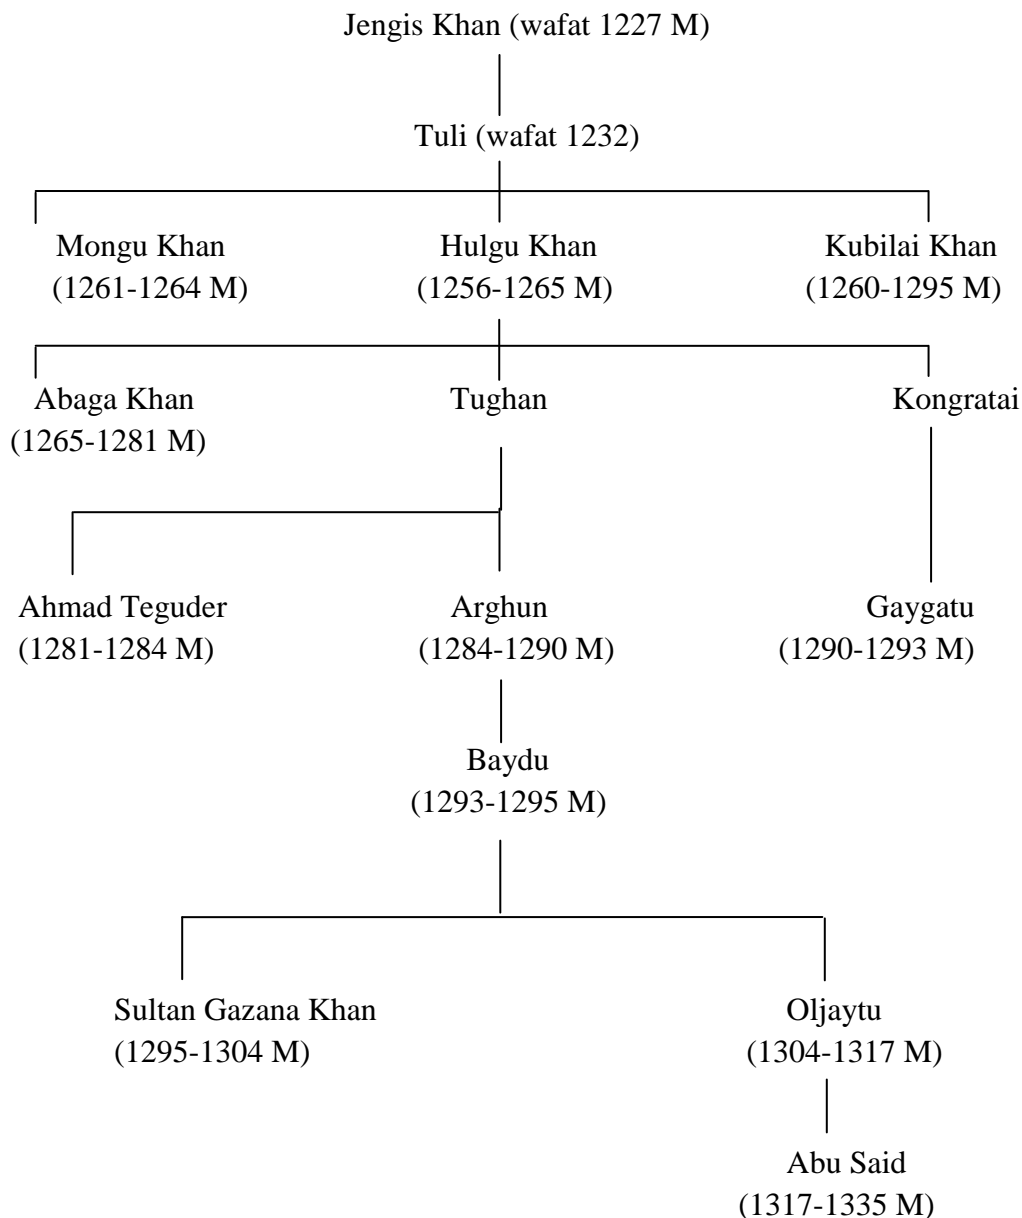 Jengis Khan (wafat 1227 M)
Tuli (wafat 1232)
Mongu Khan Hulgu Khan Kubilai Khan
(1261-1264 M) (1256-1265 M) (1260-1295 M)
Abaga Khan Tughan Kongratai
(1265-1281 M)
Ahmad Teguder Arghun Gaygatu
(1281-1284 M) (1284-1290 M) (1290-1293 M)
Baydu
(1293-1295 M)
Sultan Gazana Khan Oljaytu
(1295-1304 M) (1304-1317 M)
Abu Said
(1317-1335 M)